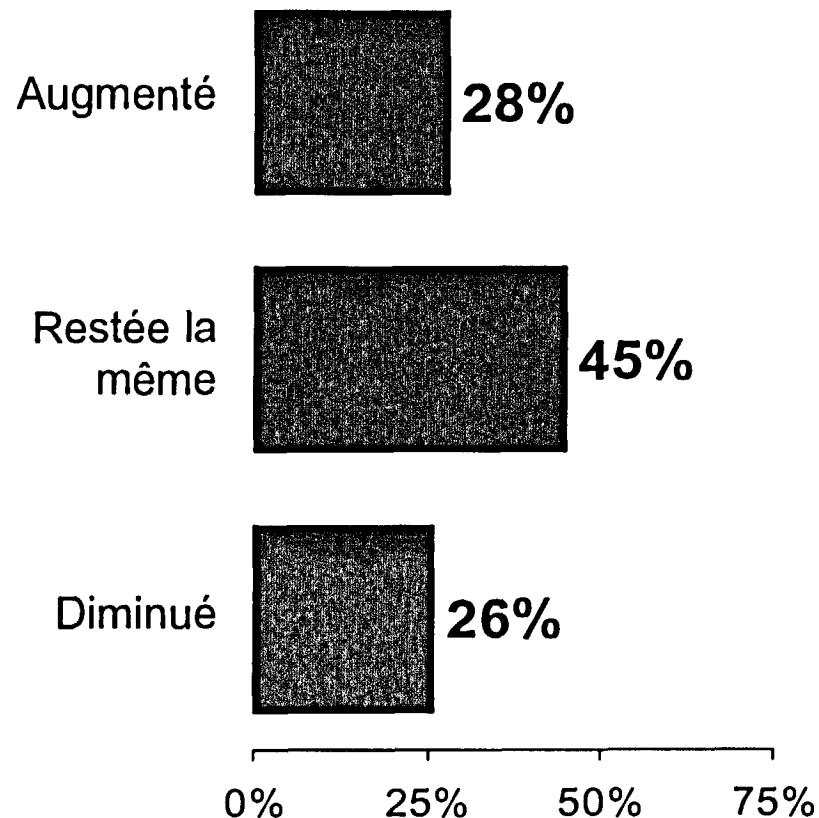 Augmenté
28%
Restée la
même
45%
Diminué
26%
0% 25% 50% 75%